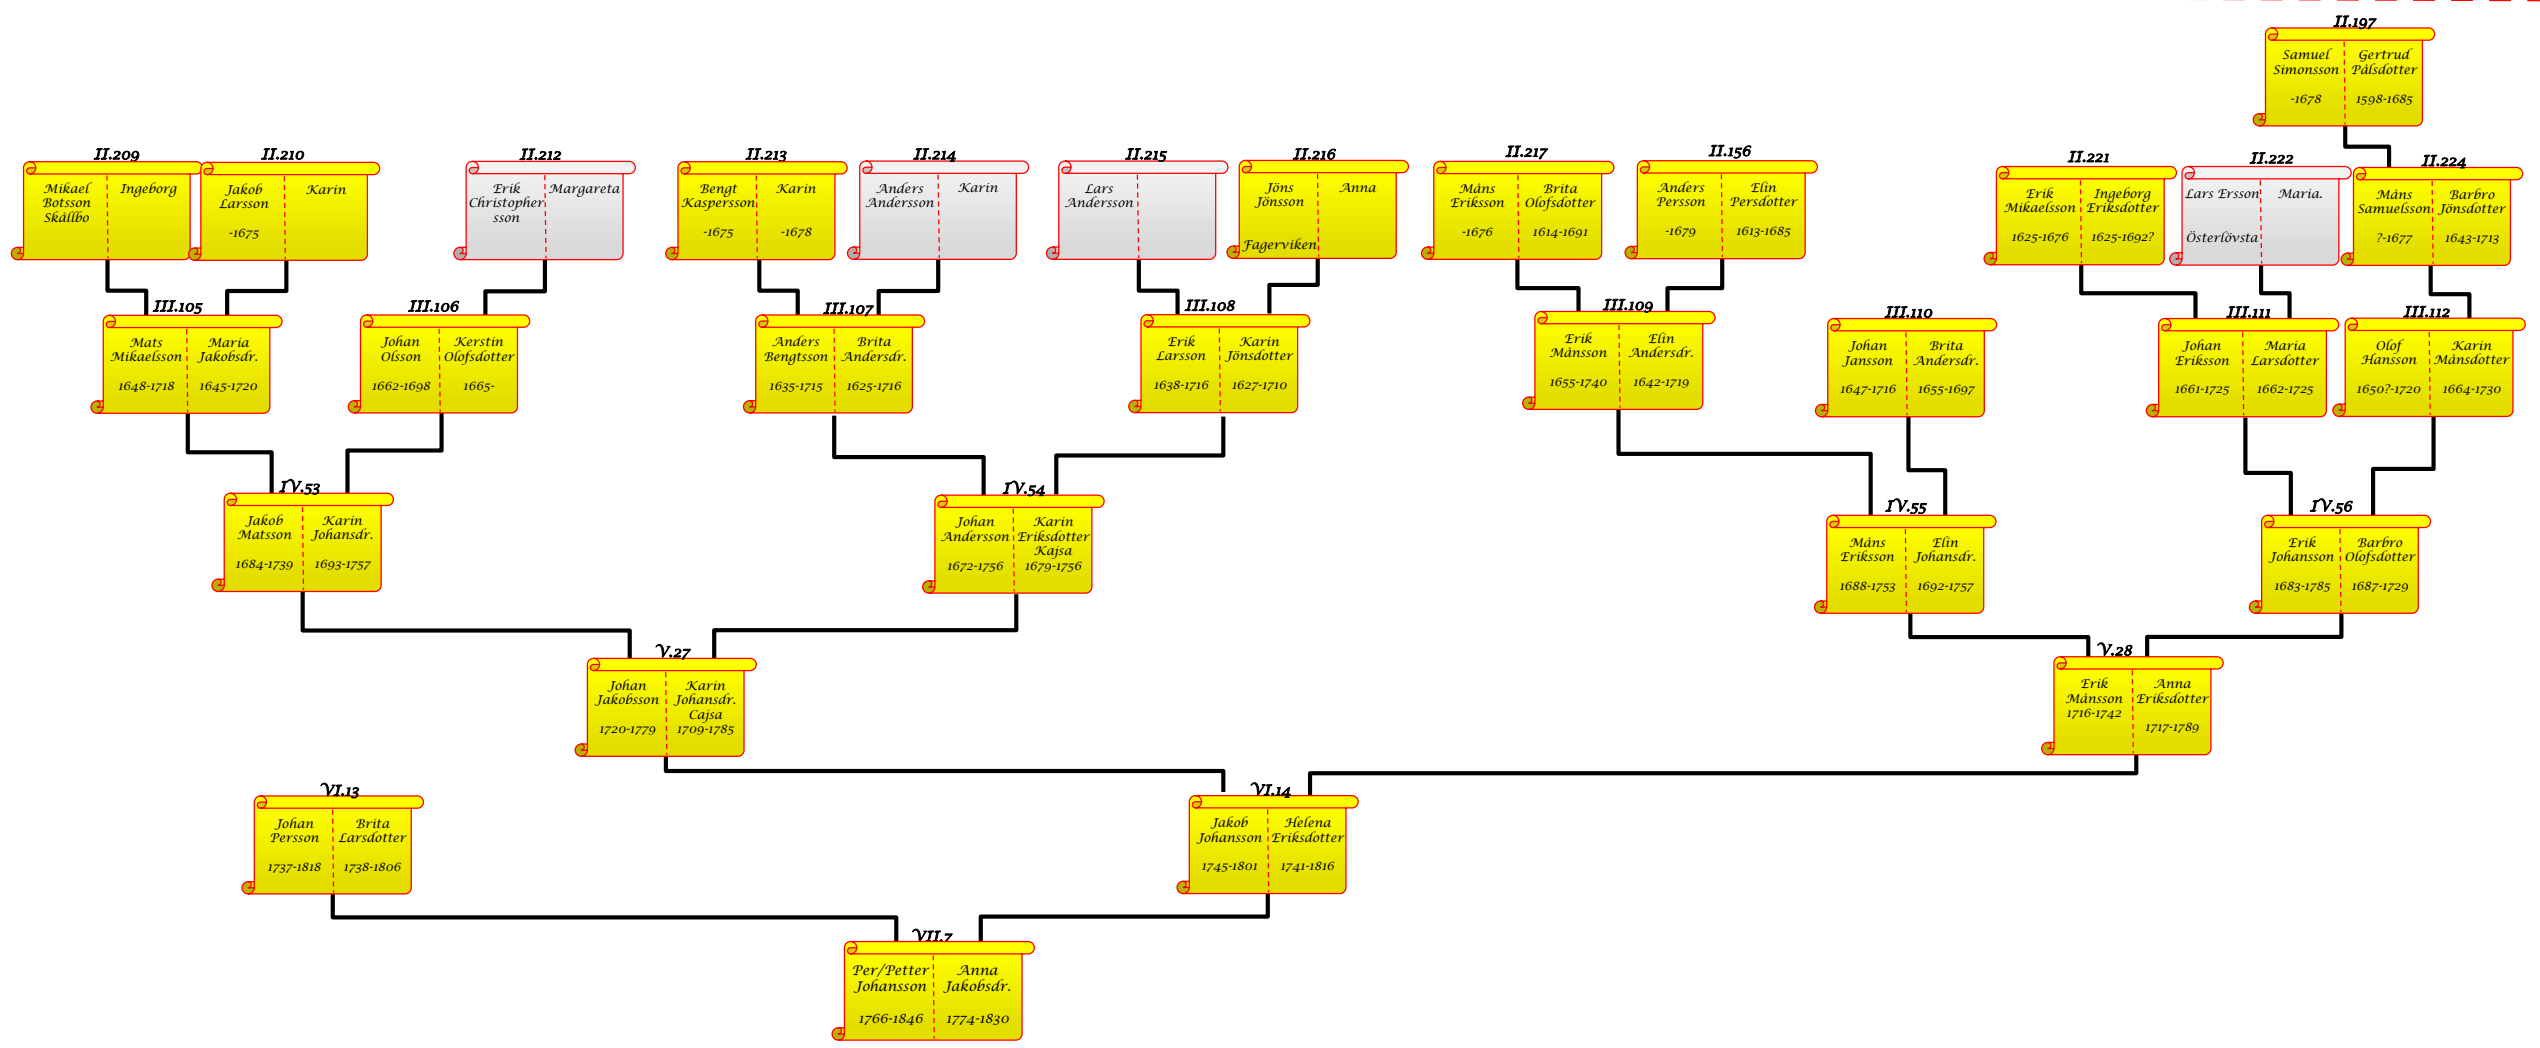 II.197
Samuel
Simonsson
-1678
Gertrud
Pålsdotter
1598-1685
II.209
Mikael
Botsson
Skållbo
Ingeborg
II.210
Jakob
Larsson
-1675
Karin
II.212
Erik
Christopher
sson
Margareta
II.213
Bengt
Kaspersson
-1675
Karin
-1678
II.214
Anders
Andersson
Karin
II.215
Lars
Andersson
II.216
Jöns
Jönsson
Fagerviken
Anna
II.217
Måns
Eriksson
-1676
Brita
Olofsdotter
1614-1691
II.156
Anders
Persson
-1679
Elin
Persdotter
1613-1685
II.221
Erik
Mikaelsson
1625-1676
Ingeborg
Eriksdotter
1625-1692?
II.222
Lars Ersson
Österlövsta
Maria.
II.224
Måns
Samuelsson
?-1677
Barbro
Jönsdotter
1643-1713
III.105
Mats
Mikaelsson
1648-1718
Maria
Jakobsdr.
1645-1720
III.106
Johan
Olsson
1662-1698
Kerstin
Olofsdotter
1665-
III.107
Anders
Bengtsson
1635-1715
Brita
Andersdr.
1625-1716
III.108
Erik
Larsson
1638-1716
Karin
Jönsdotter
1627-1710
III.109
Erik
Månsson
1655-1740
Elin
Andersdr.
1642-1719
III.110
Johan
Jansson
1647-1716
Brita
Andersdr.
1655-1697
III.111
Johan
Eriksson
1661-1725
Maria
Larsdotter
1662-1725
III.112
Olof
Hansson
1650?-1720
Karin
Månsdotter
1664-1730
IV.53
Jakob
Matsson
1684-1739
Karin
Johansdr.
1693-1757
IV.54
Johan
Andersson
1672-1756
Karin
Eriksdotter
Kajsa
1679-1756
IV.55
Måns
Eriksson
1688-1753
Elin
Johansdr.
1692-1757
IV.56
Erik
Johansson
1683-1785
Barbro
Olofsdotter
1687-1729
V.27
Johan
Jakobsson
1720-1779
Karin
Johansdr.
Cajsa
1709-1785
V.28
Erik
Månsson
1716-1742
Anna
Eriksdotter
1717-1789
VI.13
Johan
Persson
1737-1818
Brita
Larsdotter
1738-1806
VI.14
Jakob
Johansson
1745-1801
Helena
Eriksdotter
1741-1816
VII.7
Per/Petter
Johansson
1766-1846
Anna
Jakobsdr.
1774-1830